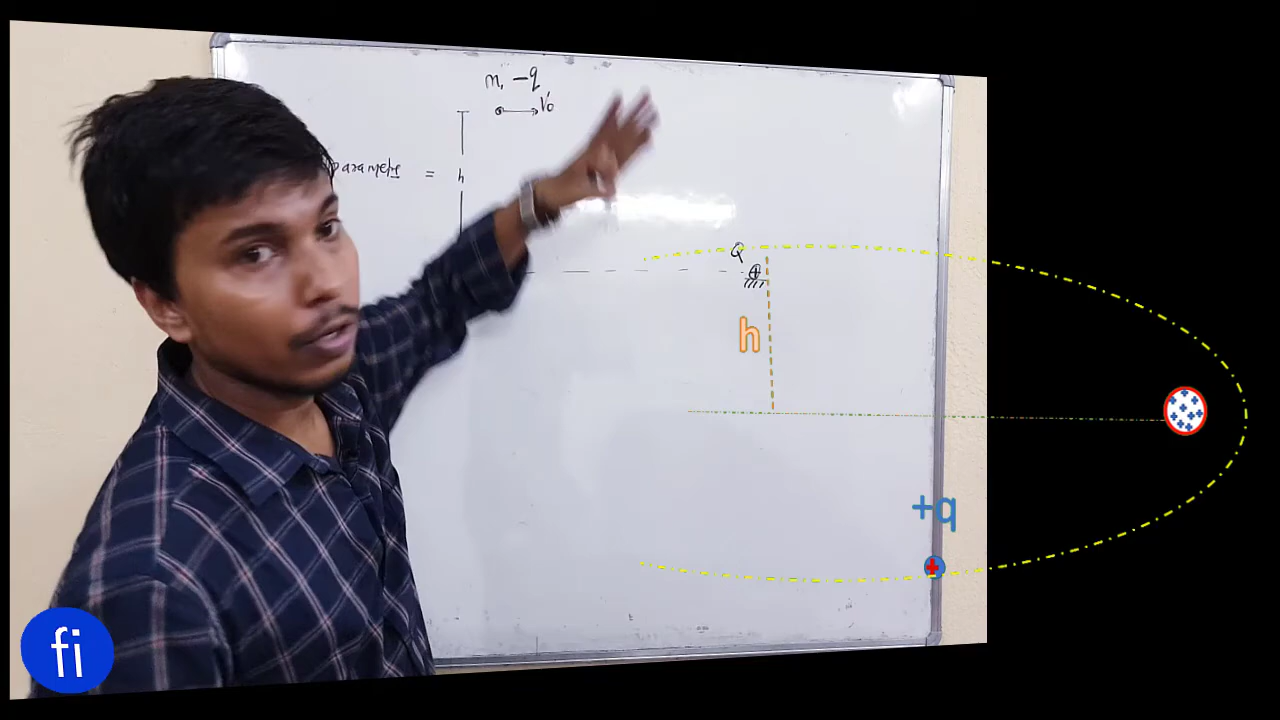 m, -q
V₀
parameter = h
Q
+
h
+q
+
fi